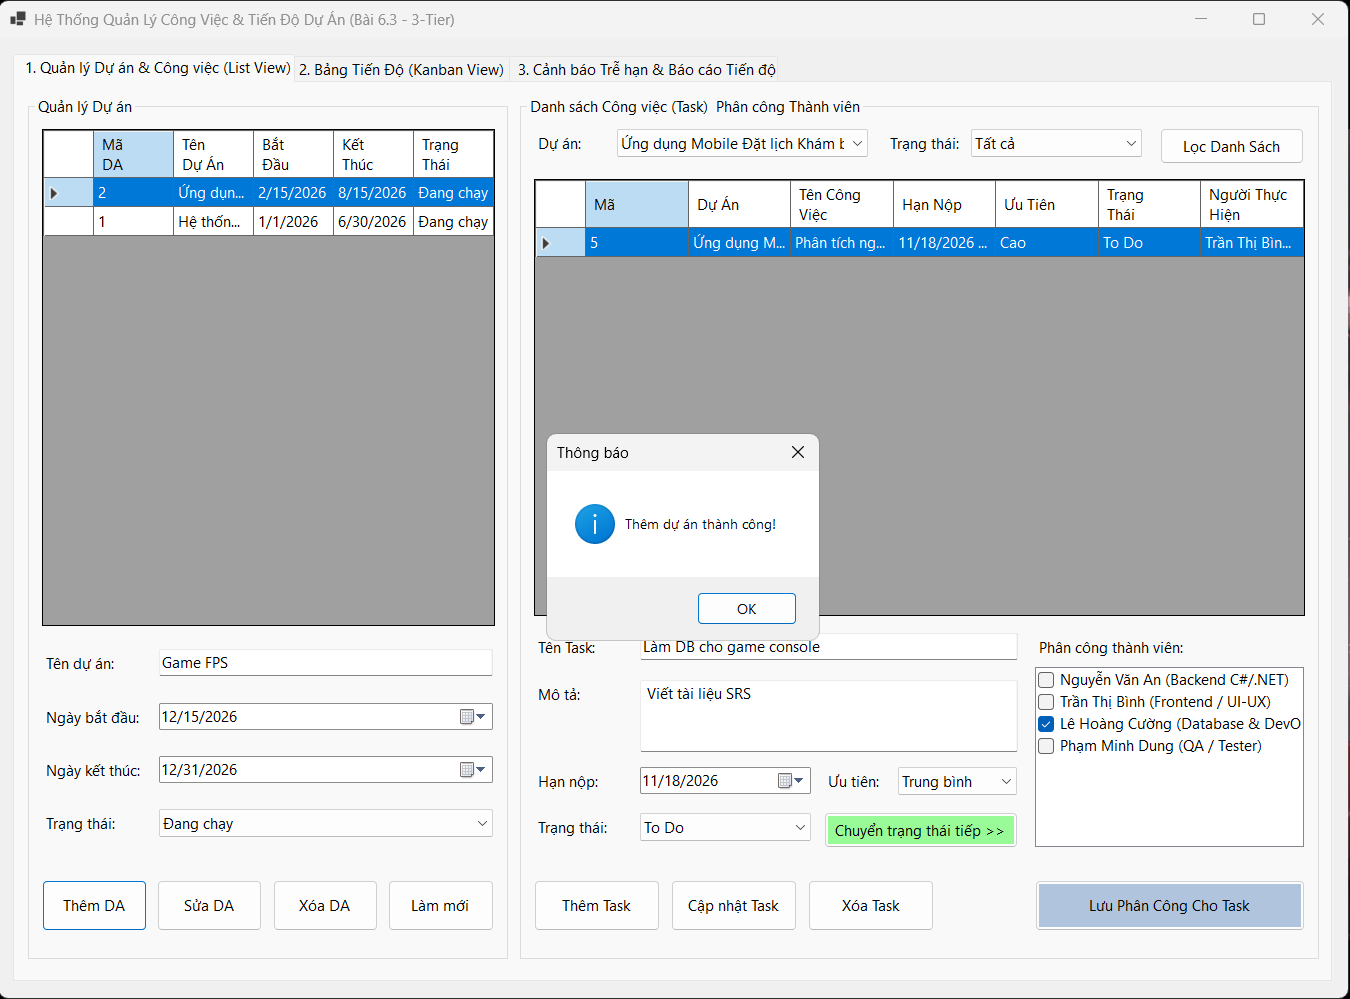 Hệ Thống Quản Lý Công Việc & Tiến Độ Dự Án (Bài 6.3 - 3-Tier)
1. Quản lý Dự án & Công việc (List View)
2. Bảng Tiến Độ (Kanban View)
3. Cảnh báo Trễ hạn & Báo cáo Tiến độ
Quản lý Dự án
Mã DA
Tên Dự Án
Bắt Đầu
Kết Thúc
Trạng Thái
2 Ứng dụn... 2/15/2026 8/15/2026 Đang chạy
1 Hệ thốn... 1/1/2026 6/30/2026 Đang chạy
Tên dự án: Game FPS
Ngày bắt đầu: 12/15/2026
Ngày kết thúc: 12/31/2026
Trạng thái: Đang chạy
Thêm DA
Sửa DA
Xóa DA
Làm mới
Danh sách Công việc (Task) Phân công Thành viên
Dự án: Ứng dụng Mobile Đặt lịch Khám b
Trạng thái: Tất cả
Lọc Danh Sách
Mã
Dự Án
Tên Công Việc
Hạn Nộp
Ưu Tiên
Trạng Thái
Người Thực Hiện
5 Ứng dụng M... Phân tích ng... 11/18/2026 ... Cao To Do Trần Thị Bìn...
Thông báo
Thêm dự án thành công!
OK
Tên Task: Làm DB cho game console
Mô tả: Viết tài liệu SRS
Hạn nộp: 11/18/2026
Ưu tiên: Trung bình
Trạng thái: To Do
Chuyển trạng thái tiếp >>
Phân công thành viên:
Nguyễn Văn An (Backend C#/.NET)
Trần Thị Bình (Frontend / UI-UX)
Lê Hoàng Cường (Database & DevO
Phạm Minh Dung (QA / Tester)
Thêm Task
Cập nhật Task
Xóa Task
Lưu Phân Công Cho Task